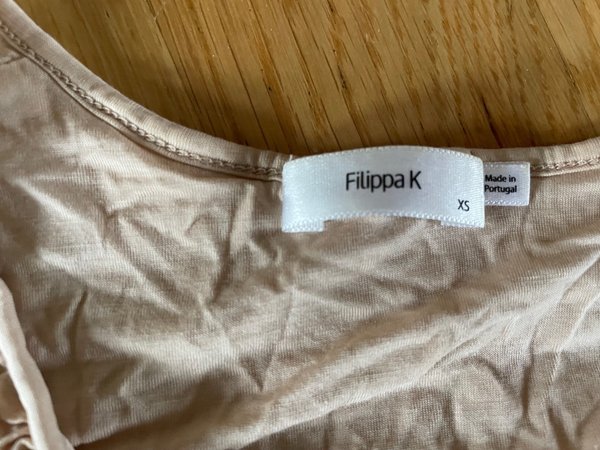 Filippa K
XS
Made in
Portugal